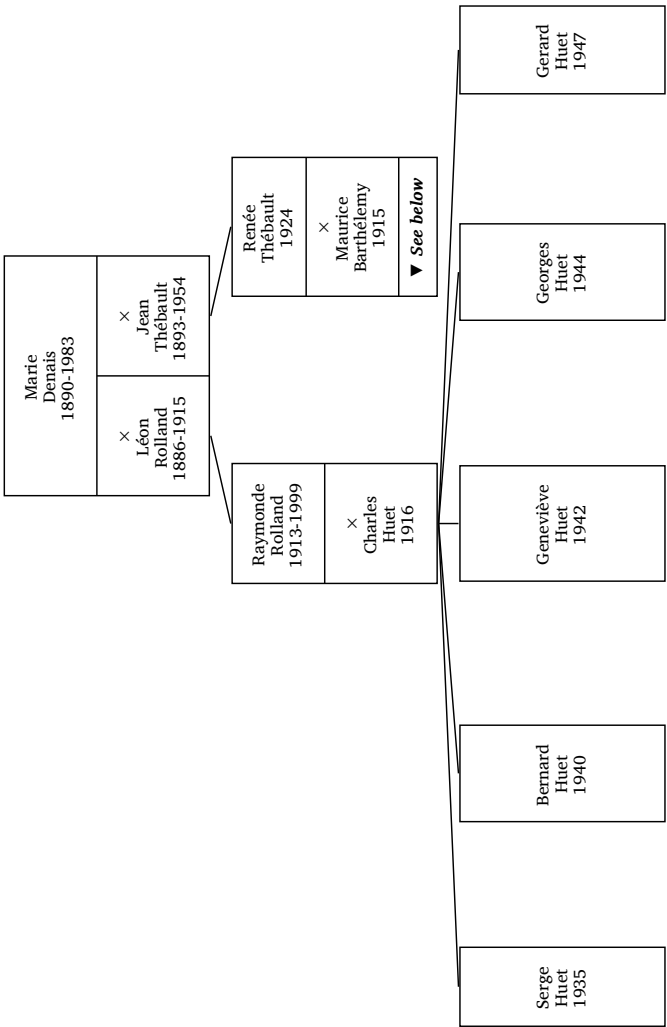 Marie
Denais
1890-1983
×
Léon
Rolland
1886-1915
×
Jean
Thébault
1893-1954
Raymonde
Rolland
1913-1999
×
Charles
Huet
1916
Renée
Thébault
1924
×
Maurice
Barthélemy
1915
▼ See below
Serge
Huet
1935
Bernard
Huet
1940
Geneviève
Huet
1942
Georges
Huet
1944
Gerard
Huet
1947